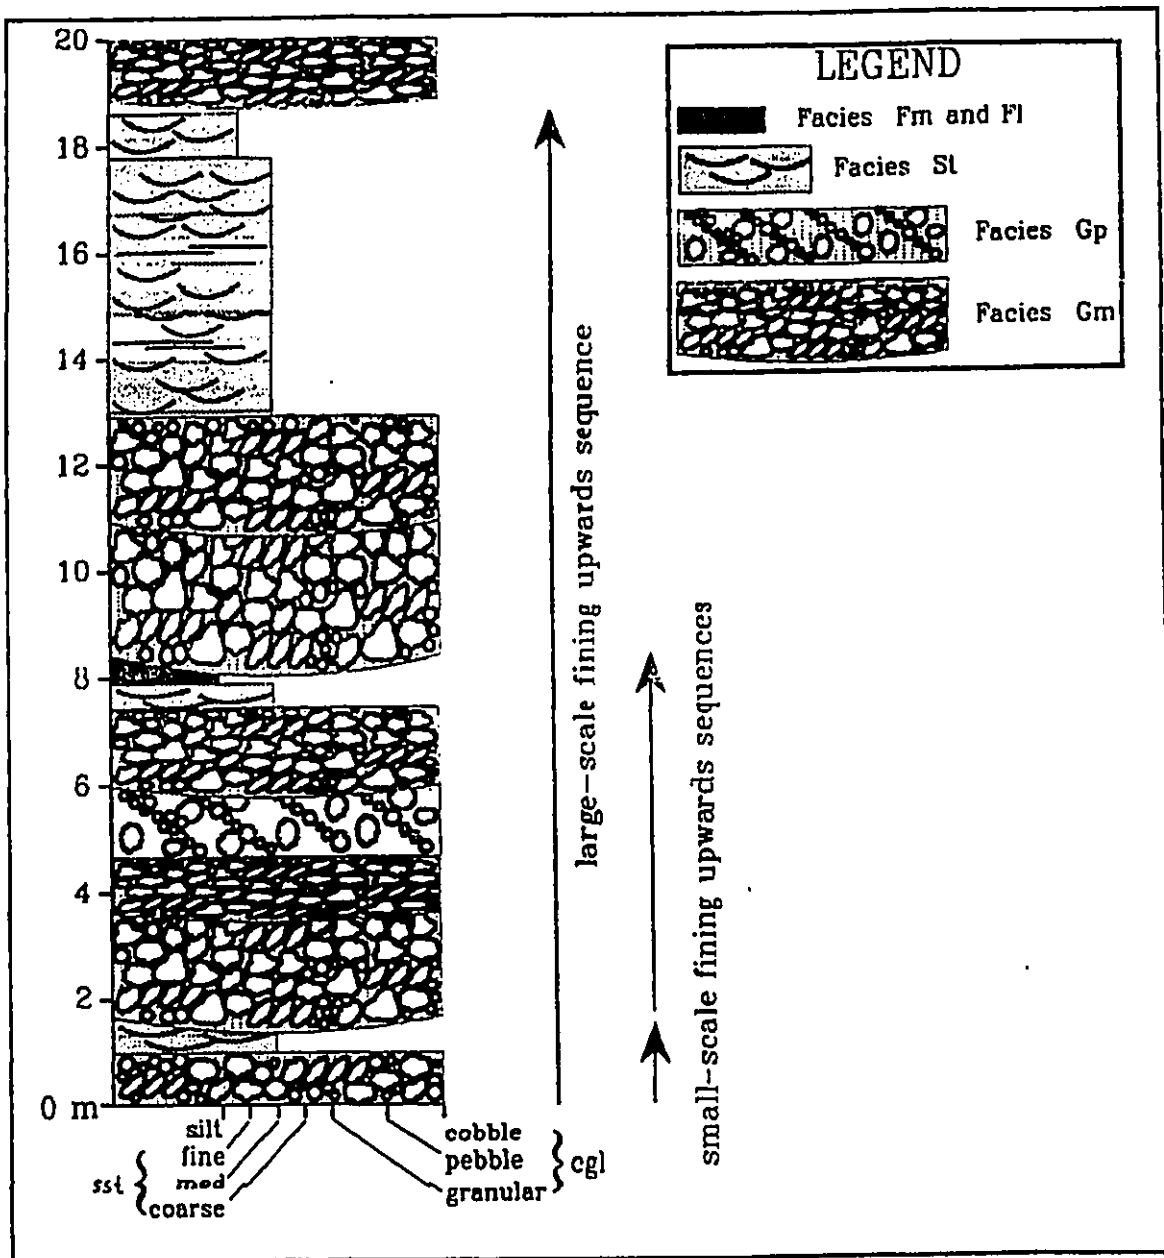 LEGEND
Facies Fm and Fl
Facies St
Facies Gp
Facies Gm
20
18
16
14
12
10
8
6
4
2
0 m
silt
fine
med
coarse
sst
cobble
pebble
granular
cgl
large-scale fining upwards sequence
small-scale fining upwards sequences